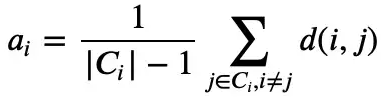 a_i = \frac{1}{|C_i| - 1} \sum_{j \in C_i, i \neq j} d(i, j)